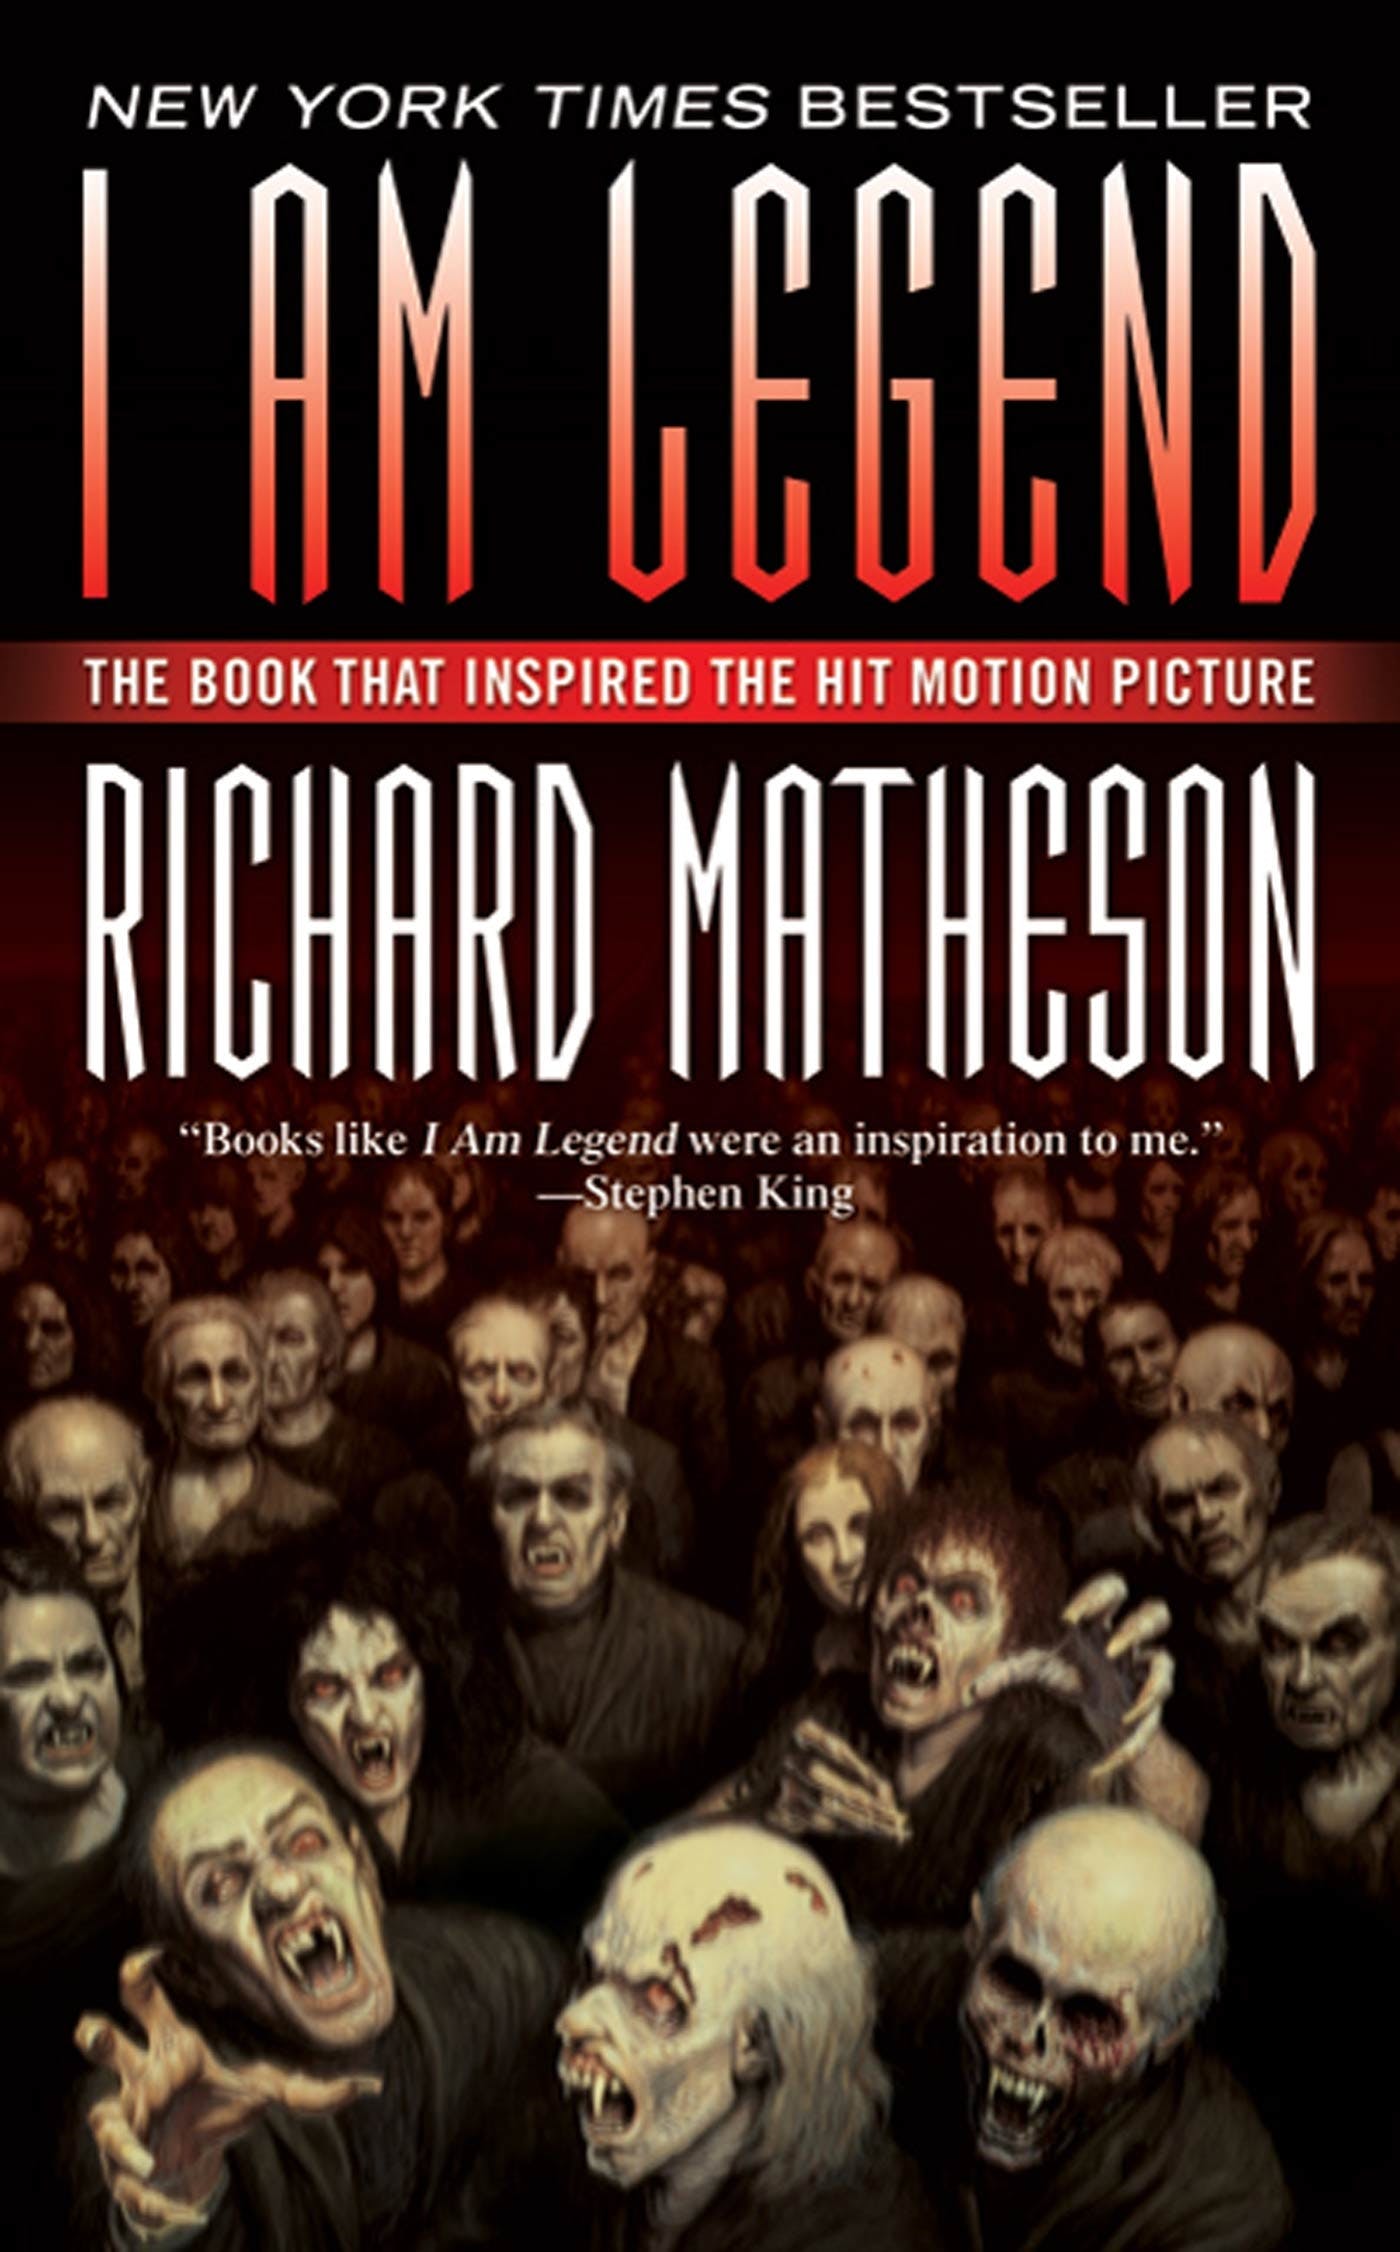 NEW YORK TIMES BESTSELLER
I AM LEGEND
THE BOOK THAT INSPIRED THE HIT MOTION PICTURE
RICHARD MATHESON
“Books like I Am Legend were an inspiration to me.”
—Stephen King